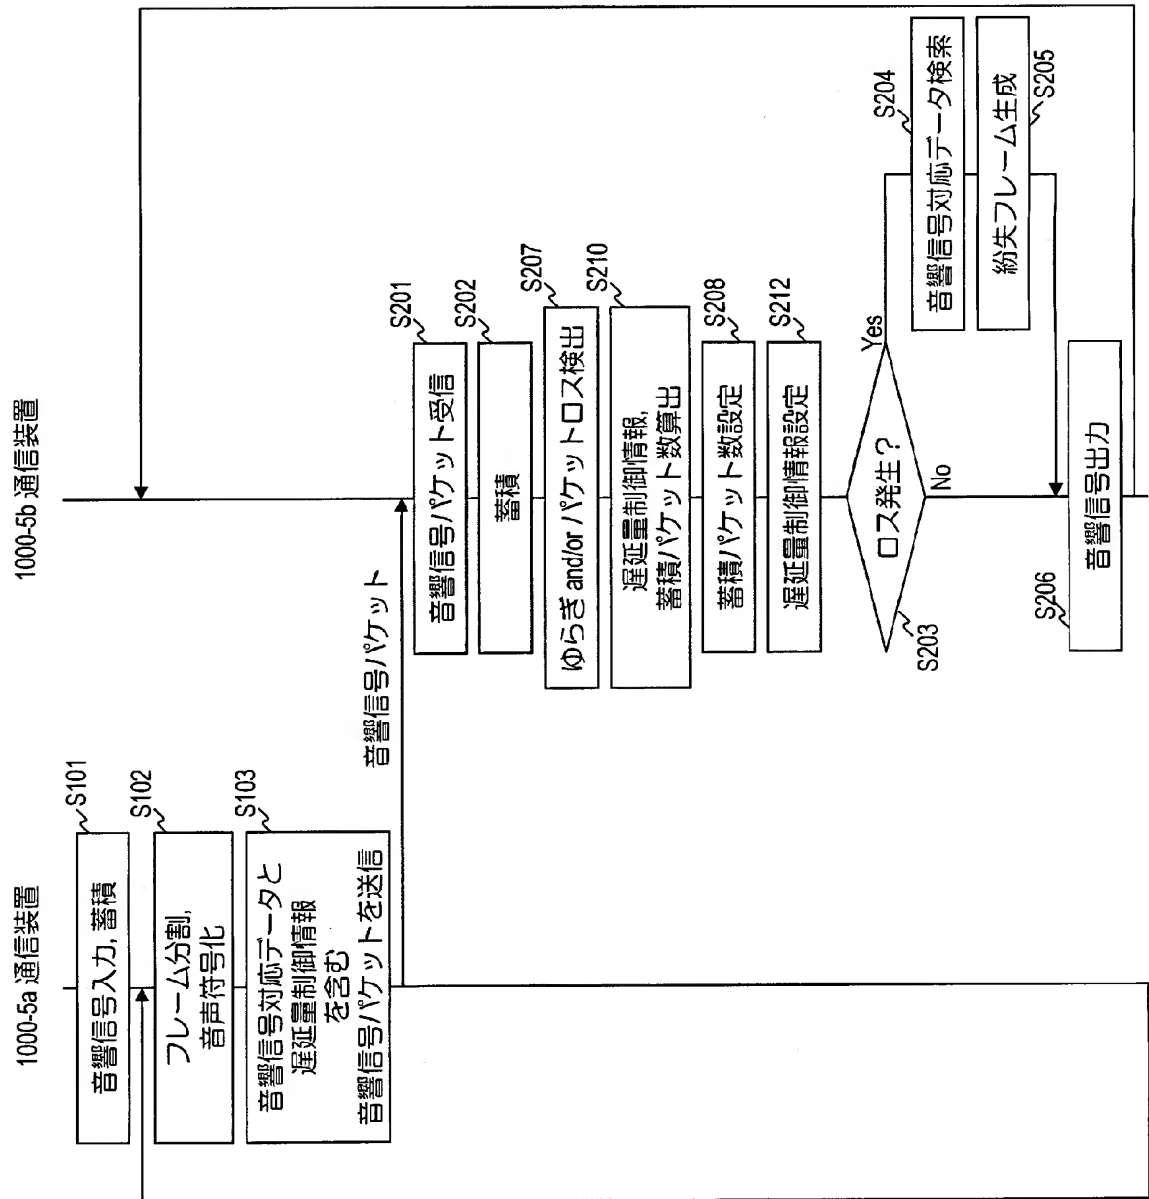 1000-5a 通信装置
S101
音響信号入力, 蓄積
S102
フレーム分割,
音声符号化
S103
音響信号対応データと
遅延量制御情報
を含む
音響信号パケットを送信
音響信号パケット
1000-5b 通信装置
S201
音響信号パケット受信
S202
蓄積
S207
ゆらぎ and/or パケットロス検出
S210
遅延量制御情報,
蓄積パケット数算出
S208
蓄積パケット数設定
S212
遅延量制御情報設定
S203
ロス発生？
Yes
No
S204
音響信号対応データ検索
紛失フレーム生成
S205
S206
音響信号出力